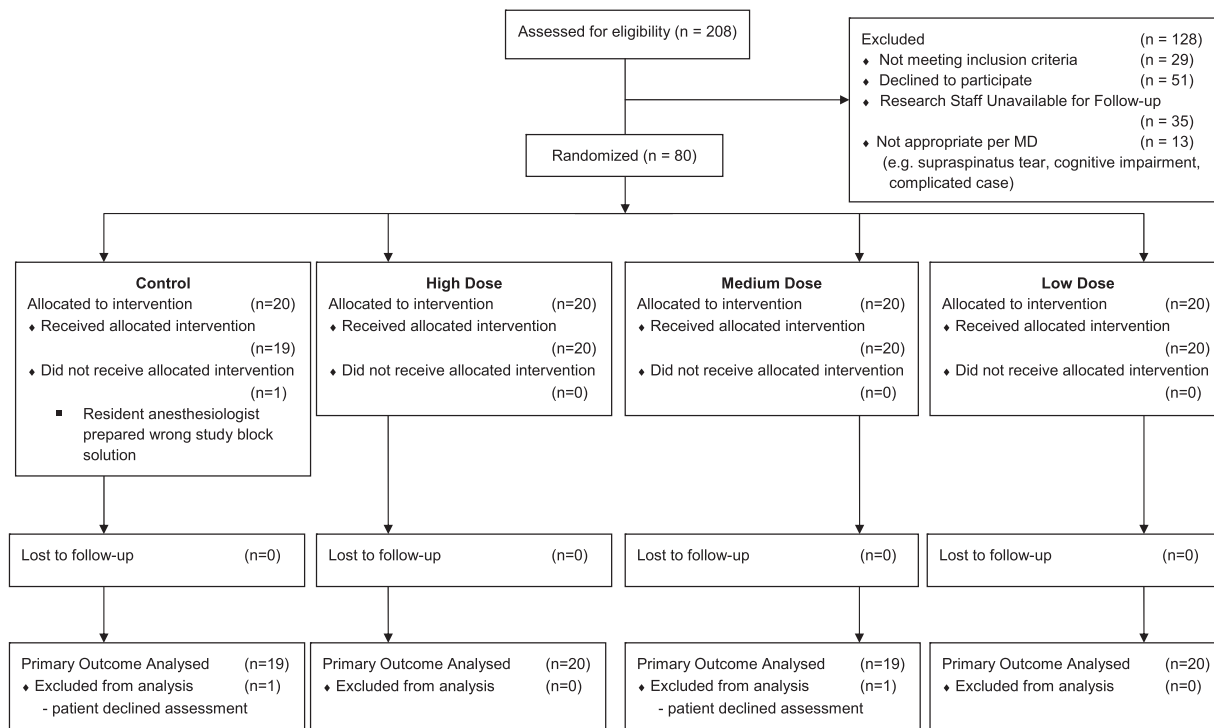 Assessed for eligibility (n = 208)
Excluded (n = 128)
♦ Not meeting inclusion criteria (n = 29)
♦ Declined to participate (n = 51)
♦ Research Staff Unavailable for Follow-up
(n = 35)
♦ Not appropriate per MD (n = 13)
(e.g. supraspinatus tear, cognitive impairment,
complicated case)
Randomized (n = 80)
Control
Allocated to intervention (n=20)
♦ Received allocated intervention
(n=19)
♦ Did not receive allocated intervention
(n=1)
▪ Resident anesthesiologist
prepared wrong study block
solution
High Dose
Allocated to intervention (n=20)
♦ Received allocated intervention
(n=20)
♦ Did not receive allocated intervention
(n=0)
Medium Dose
Allocated to intervention (n=20)
♦ Received allocated intervention
(n=20)
♦ Did not receive allocated intervention
(n=0)
Low Dose
Allocated to intervention (n=20)
♦ Received allocated intervention
(n=20)
♦ Did not receive allocated intervention
(n=0)
Lost to follow-up (n=0)
Lost to follow-up (n=0)
Lost to follow-up (n=0)
Lost to follow-up (n=0)
Primary Outcome Analysed (n=19)
♦ Excluded from analysis (n=1)
- patient declined assessment
Primary Outcome Analysed (n=20)
♦ Excluded from analysis (n=0)
Primary Outcome Analysed (n=19)
♦ Excluded from analysis (n=1)
- patient declined assessment
Primary Outcome Analysed (n=20)
♦ Excluded from analysis (n=0)